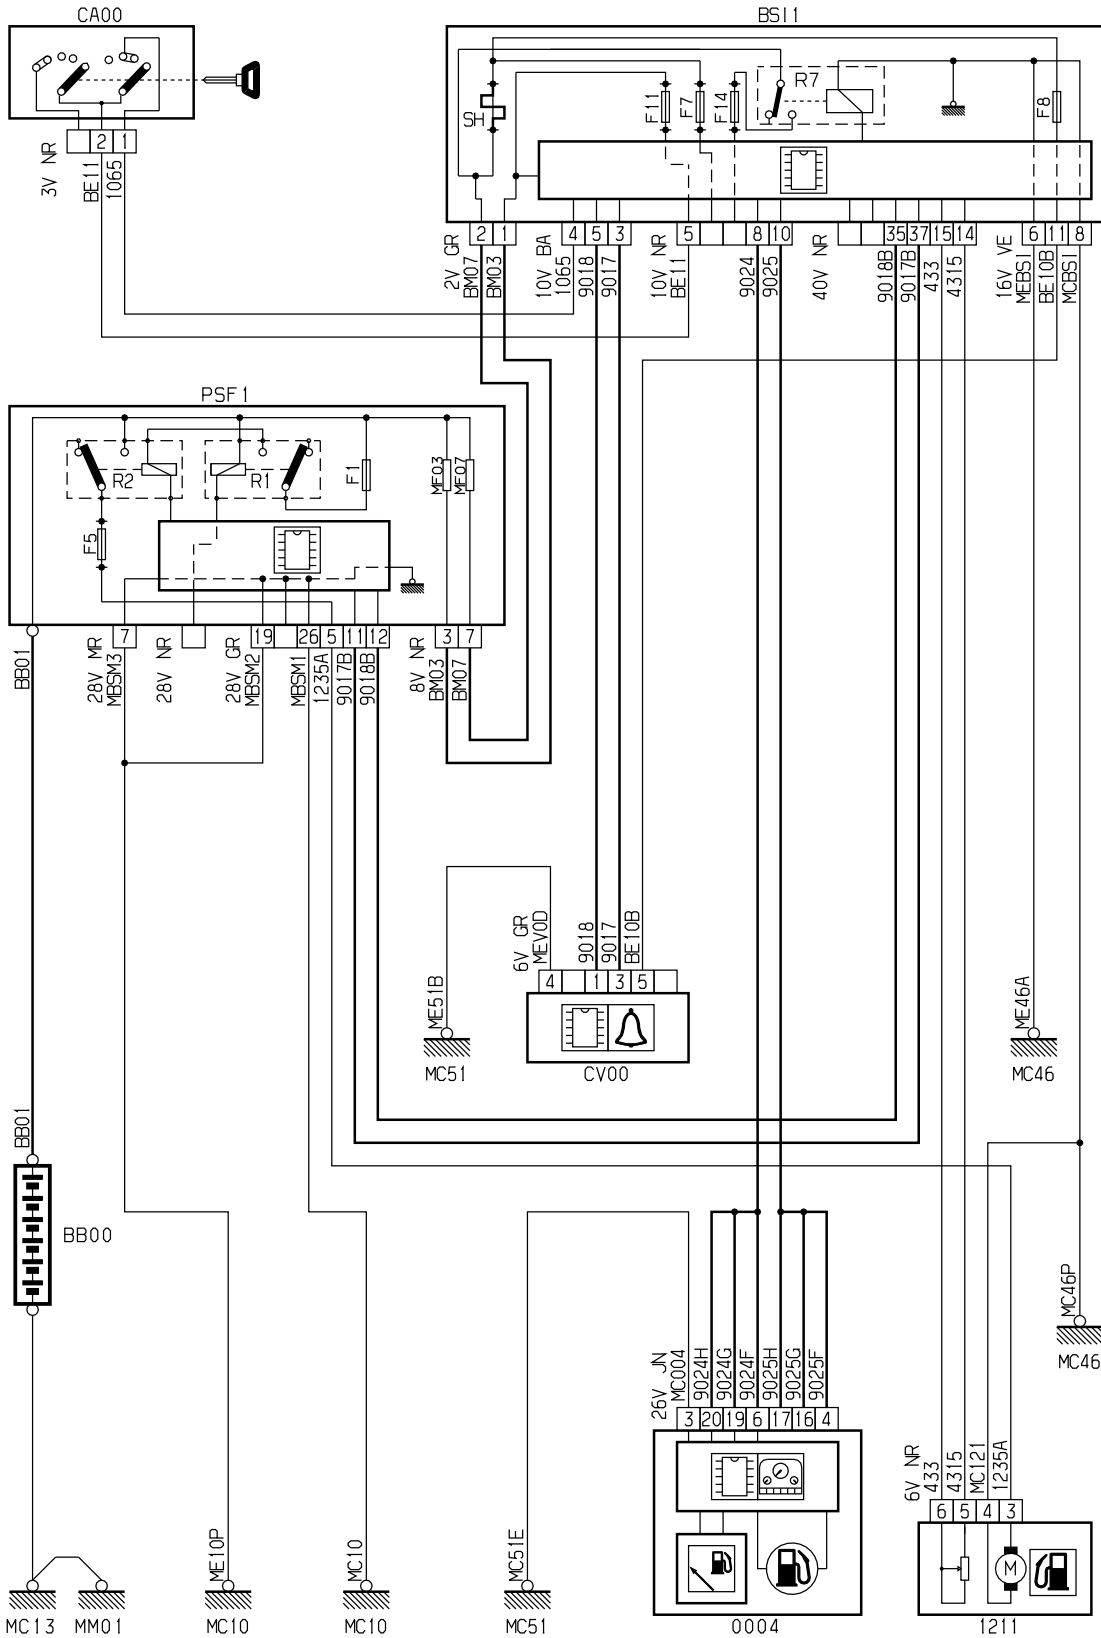 CA00
BSI1
R7
SH
F11
F7
F14
F8
3V NR
2
1
BE11
1065
2V GR
2
1
BM07
BM03
10V BA
4
5
3
1065
9018
9017
10V NR
5
8
10
BE11
9024
9025
40V NR
35
37
15
14
9018B
9017B
433
4315
16V VE
6
11
8
MEBSI
BE10B
MCBSI
PSF1
R2
R1
F1
MF03
MF07
F5
BB01
28V MR
7
MBSM3
28V NR
28V GR
19
26
5
11
12
MBSM2
MBSM1
1235A
9017B
9018B
8V NR
3
7
BM03
BM07
6V GR
MEV0D
9018
9017
BE10B
4
1
3
5
ME51B
MC51
CV00
ME46A
MC46
BB01
BB00
MC46P
MC46
26V JN
MC004
9024H
9024G
9024F
9025H
9025G
9025F
3
20
19
6
17
16
4
6V NR
433
4315
MC121
1235A
6
5
4
3
M
ME10P
MC10
MC51E
MC13
MM01
MC10
MC10
MC51
0004
1211